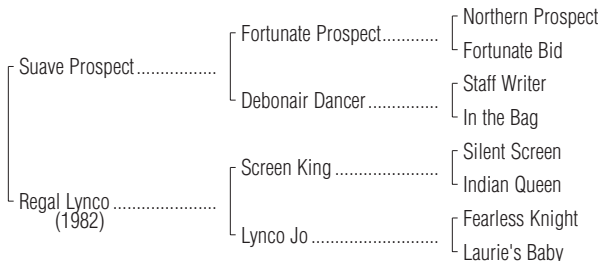 Northern Prospect
Fortunate Prospect............
Fortunate Bid
Suave Prospect.................
Staff Writer
Debonair Dancer...............
In the Bag
Silent Screen
Screen King ......................
Indian Queen
Regal Lynco ......................
(1982)
Fearless Knight
Lynco Jo ...........................
Laurie's Baby